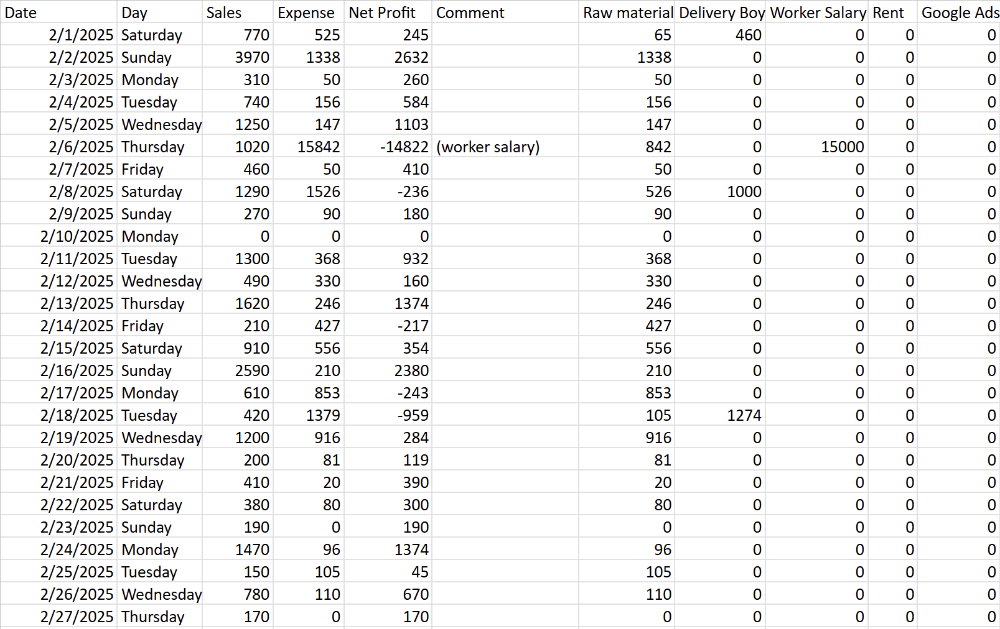 Date Day Sales Expense Net Profit Comment Raw material Delivery Boy Worker Salary Rent Google Ads
2/1/2025 Saturday 770 525 245 65 460 0 0 0
2/2/2025 Sunday 3970 1338 2632 1338 0 0 0 0
2/3/2025 Monday 310 50 260 50 0 0 0 0
2/4/2025 Tuesday 740 156 584 156 0 0 0 0
2/5/2025 Wednesday 1250 147 1103 147 0 0 0 0
2/6/2025 Thursday 1020 15842 -14822 (worker salary) 842 0 15000 0 0
2/7/2025 Friday 460 50 410 50 0 0 0 0
2/8/2025 Saturday 1290 1526 -236 526 1000 0 0 0
2/9/2025 Sunday 270 90 180 90 0 0 0 0
2/10/2025 Monday 0 0 0 0 0 0 0 0
2/11/2025 Tuesday 1300 368 932 368 0 0 0 0
2/12/2025 Wednesday 490 330 160 330 0 0 0 0
2/13/2025 Thursday 1620 246 1374 246 0 0 0 0
2/14/2025 Friday 210 427 -217 427 0 0 0 0
2/15/2025 Saturday 910 556 354 556 0 0 0 0
2/16/2025 Sunday 2590 210 2380 210 0 0 0 0
2/17/2025 Monday 610 853 -243 853 0 0 0 0
2/18/2025 Tuesday 420 1379 -959 105 1274 0 0 0
2/19/2025 Wednesday 1200 916 284 916 0 0 0 0
2/20/2025 Thursday 200 81 119 81 0 0 0 0
2/21/2025 Friday 410 20 390 20 0 0 0 0
2/22/2025 Saturday 380 80 300 80 0 0 0 0
2/23/2025 Sunday 190 0 190 0 0 0 0 0
2/24/2025 Monday 1470 96 1374 96 0 0 0 0
2/25/2025 Tuesday 150 105 45 105 0 0 0 0
2/26/2025 Wednesday 780 110 670 110 0 0 0 0
2/27/2025 Thursday 170 0 170 0 0 0 0 0